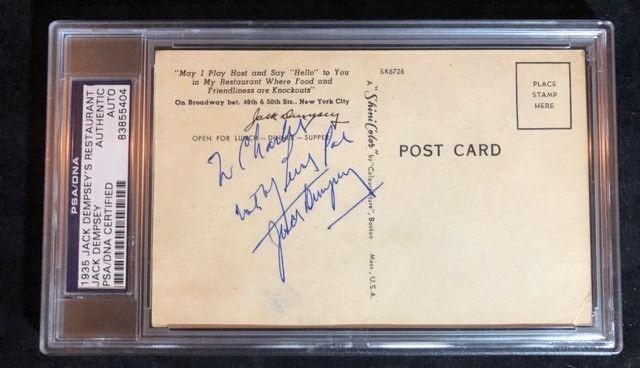 PSA/DNA
1935 JACK DEMPSEY'S RESTAURANT
JACK DEMPSEY
PSA/DNA CERTIFIED
AUTHENTIC
AUTO
83855404
"May I Play Host and Say "Hello" to You
in My Restaurant Where Food and
Friendliness are Knockouts"
On Broadway bet. 49th & 50th Sts., New York City
Jack Dempsey
OPEN FOR LUNCH—DINNER—SUPPER
To Charles
Pal
Jack Dempsey
SK6726
A "ShiniColor" by "Colourpicture", Boston Mass., U.S.A.
POST CARD
PLACE
STAMP
HERE